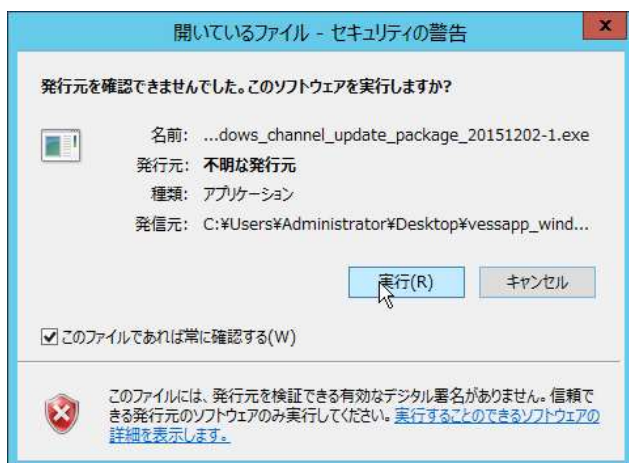 開いているファイル - セキュリティの警告
x
発行元を確認できませんでした。このソフトウェアを実行しますか?
名前: ...dows_channel_update_package_20151202-1.exe
発行元: 不明な発行元
種類: アプリケーション
発信元: C:¥Users¥Administrator¥Desktop¥vessapp_wind...
実行(R) キャンセル
このファイルであれば常に確認する(W)
このファイルには、発行元を検証できる有効なデジタル署名がありません。信頼で
きる発行元のソフトウェアのみ実行してください。実行することのできるソフトウェアの
詳細を表示します。